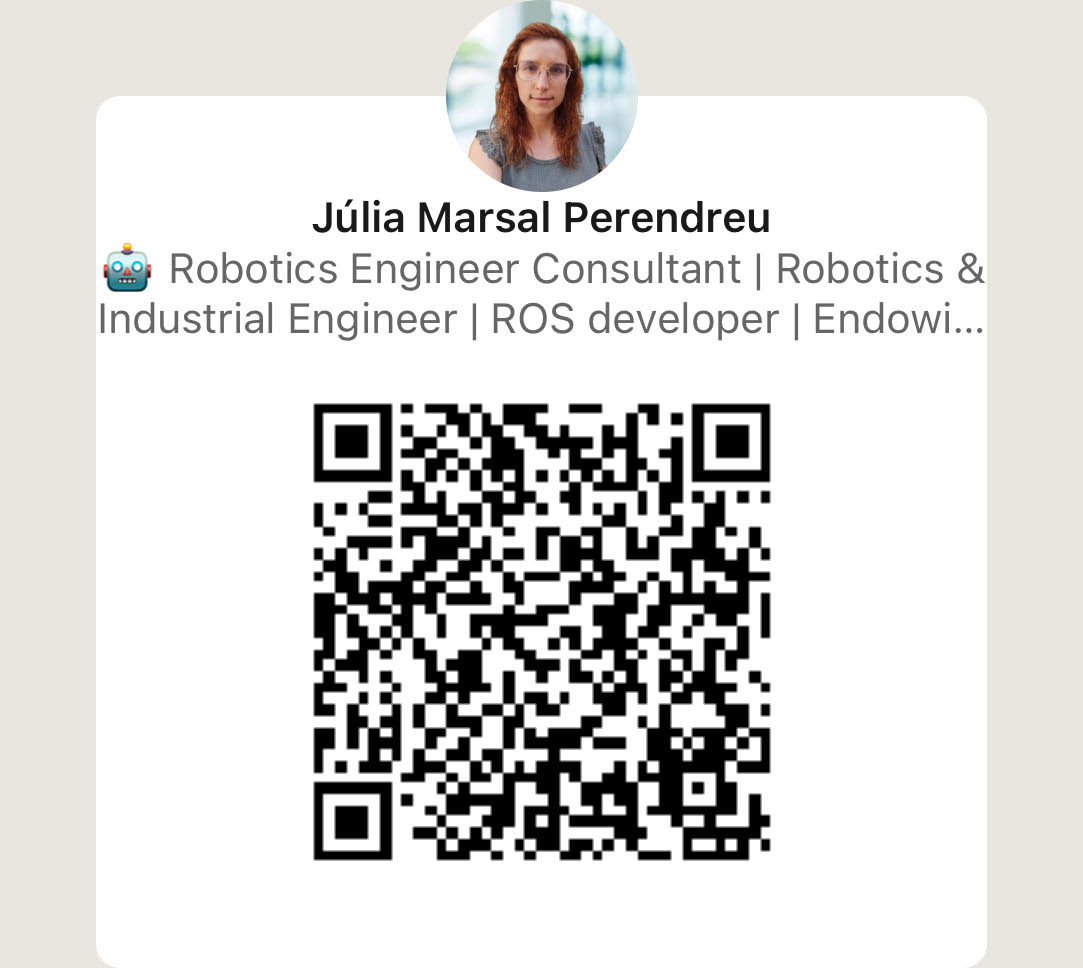 Júlia Marsal Perendreu
🤖 Robotics Engineer Consultant | Robotics &
Industrial Engineer | ROS developer | Endowi...